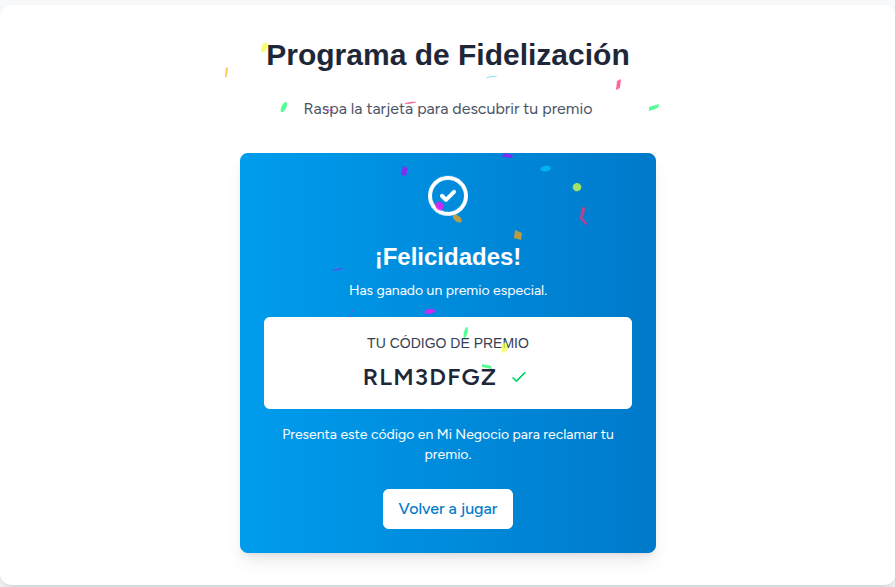 Programa de Fidelización
Raspa la tarjeta para descubrir tu premio
¡Felicidades!
Has ganado un premio especial.
TU CÓDIGO DE PREMIO
RLM3DFGZ
Presenta este código en Mi Negocio para reclamar tu
premio.
Volver a jugar